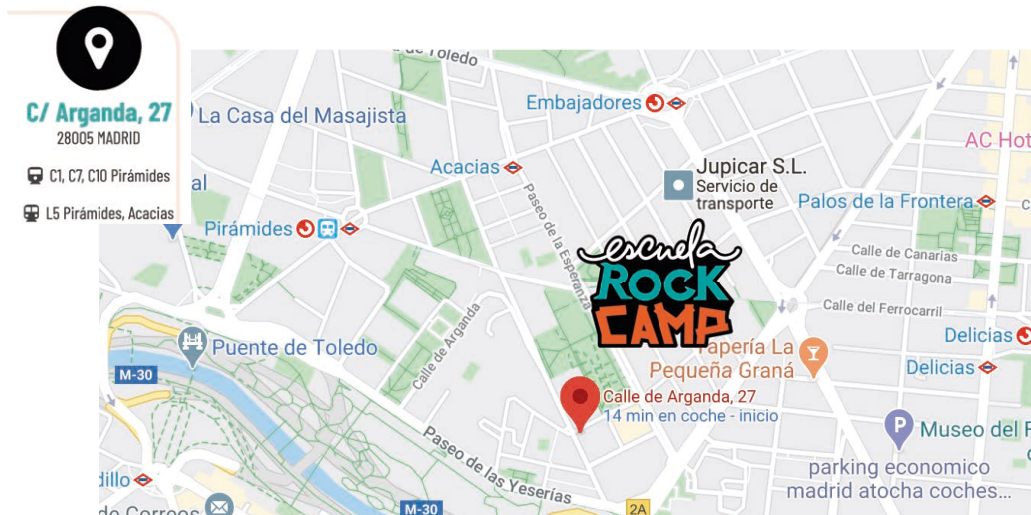 C/ Arganda, 27
28005 MADRID
C1, C7, C10 Pirámides
L5 Pirámides, Acacias
de Toledo
La Casa del Masajista
Embajadores
AC Hot
Acacias
Jupicar S.L.
Servicio de
transporte
al
Palos de la Frontera
C
Pirámides
Paseo de la Esperanza
escuela
ROCK
CAMP
Calle de Canarias
Calle de Tarragona
Calle del Ferrocarril
Puente de Toledo
Calle de Arganda
Tapería La
Pequeña Graná
Delicias
Delicias
M-30
Calle de Arganda, 27
14 min en coche - inicio
P
Museo del F
Paseo de las Yeserías
parking economico
madrid atocha coches...
dillo
de Correos
M-30
2A